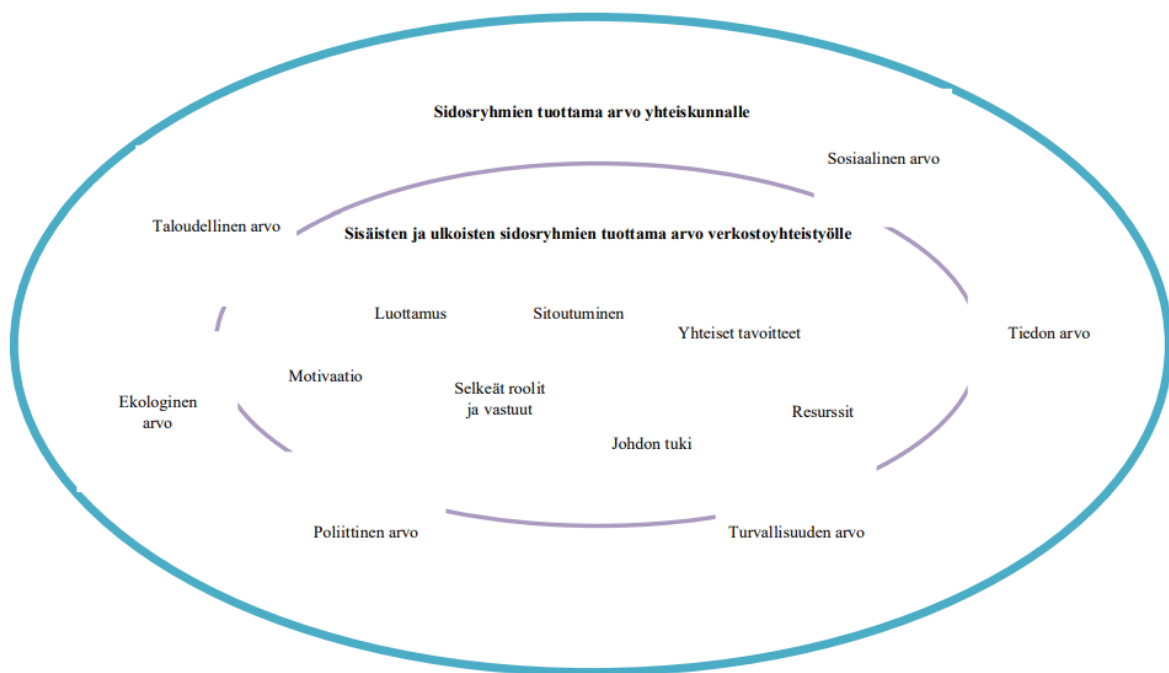 Sidosryhmien tuottama arvo yhteiskunnalle
Sosiaalinen arvo
Taloudellinen arvo
Sisäisten ja ulkoisten sidosryhmien tuottama arvo verkostoyhteistyölle
Luottamus
Sitoutuminen
Yhteiset tavoitteet
Tiedon arvo
Motivaatio
Selkeät roolit
ja vastuut
Ekologinen
arvo
Resurssit
Johdon tuki
Poliittinen arvo
Turvallisuuden arvo